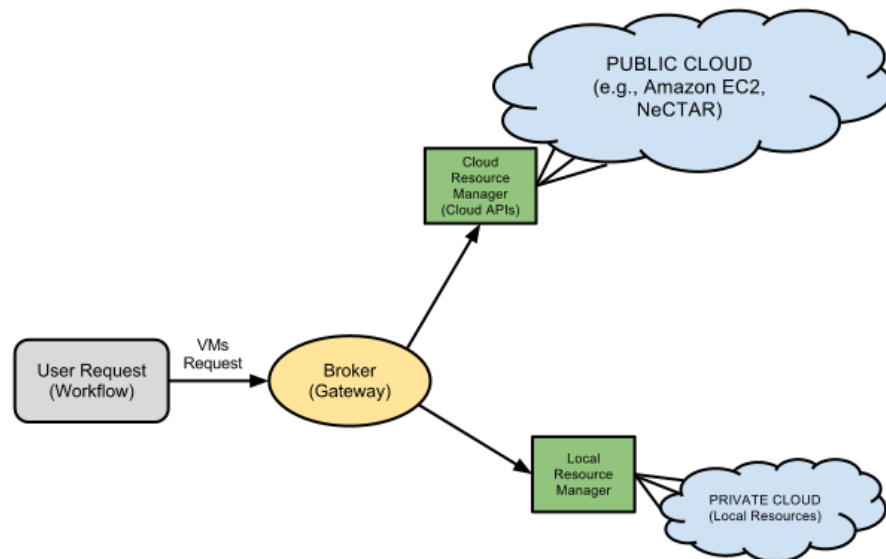 PUBLIC CLOUD
(e.g., Amazon EC2,
NeCTAR)
Cloud
Resource
Manager
(Cloud APIs)
VMs
Request
User Request
(Workflow)
Broker
(Gateway)
Local
Resource
Manager
PRIVATE CLOUD
(Local Resources)